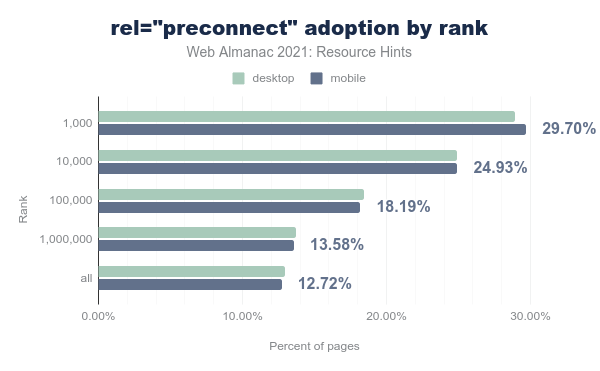 rel="preconnect" adoption by rank
Web Almanac 2021: Resource Hints
desktop mobile
1,000 29.70%
10,000 24.93%
100,000 18.19%
1,000,000 13.58%
all 12.72%
Rank
0.00% 10.00% 20.00% 30.00%
Percent of pages